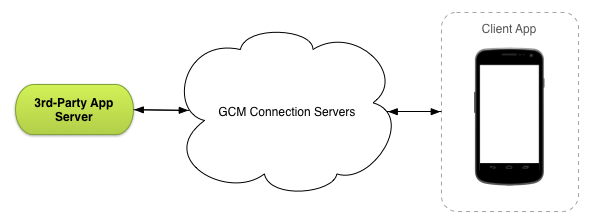 Client App
3rd-Party App
Server
GCM Connection Servers